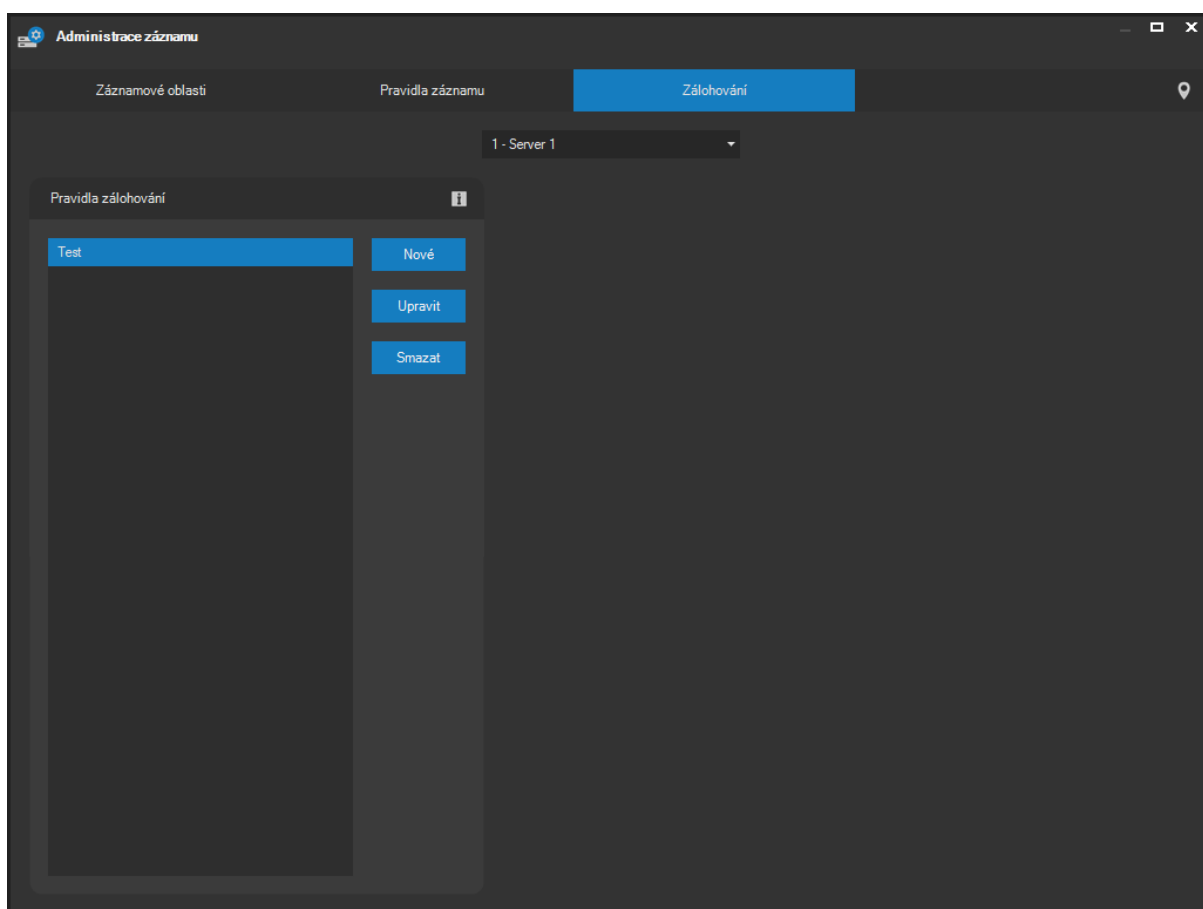 Administrace záznamu
Záznamové oblasti
Pravidla záznamu
Zálohování
1 - Server 1
Pravidla zálohování
Test
Nové
Upravit
Smazat